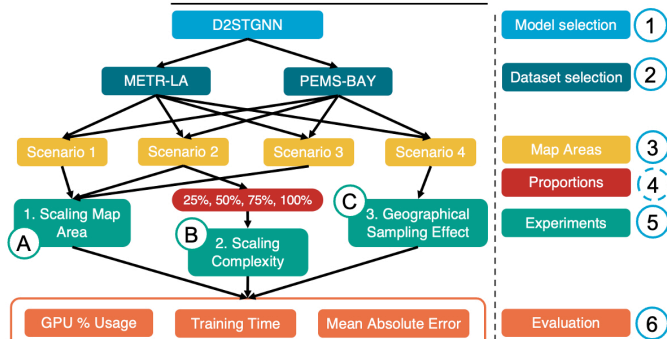 D2STGNN
Model selection
1
METR-LA
PEMS-BAY
Dataset selection
2
Scenario 1
Scenario 2
Scenario 3
Scenario 4
Map Areas
3
25%, 50%, 75%, 100%
Proportions
4
1. Scaling Map
Area
A
2. Scaling
Complexity
B
3. Geographical
Sampling Effect
C
Experiments
5
GPU % Usage
Training Time
Mean Absolute Error
Evaluation
6